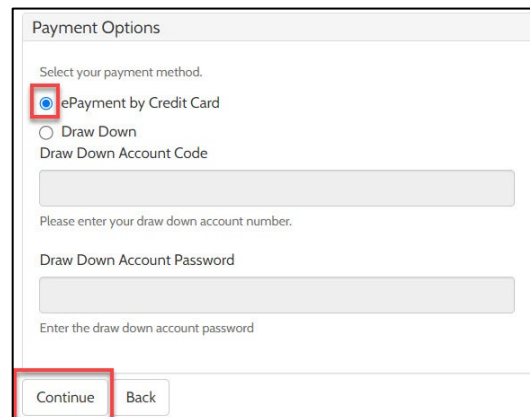 Payment Options
Select your payment method.
ePayment by Credit Card
Draw Down
Draw Down Account Code
Please enter your draw down account number.
Draw Down Account Password
Enter the draw down account password
Continue Back